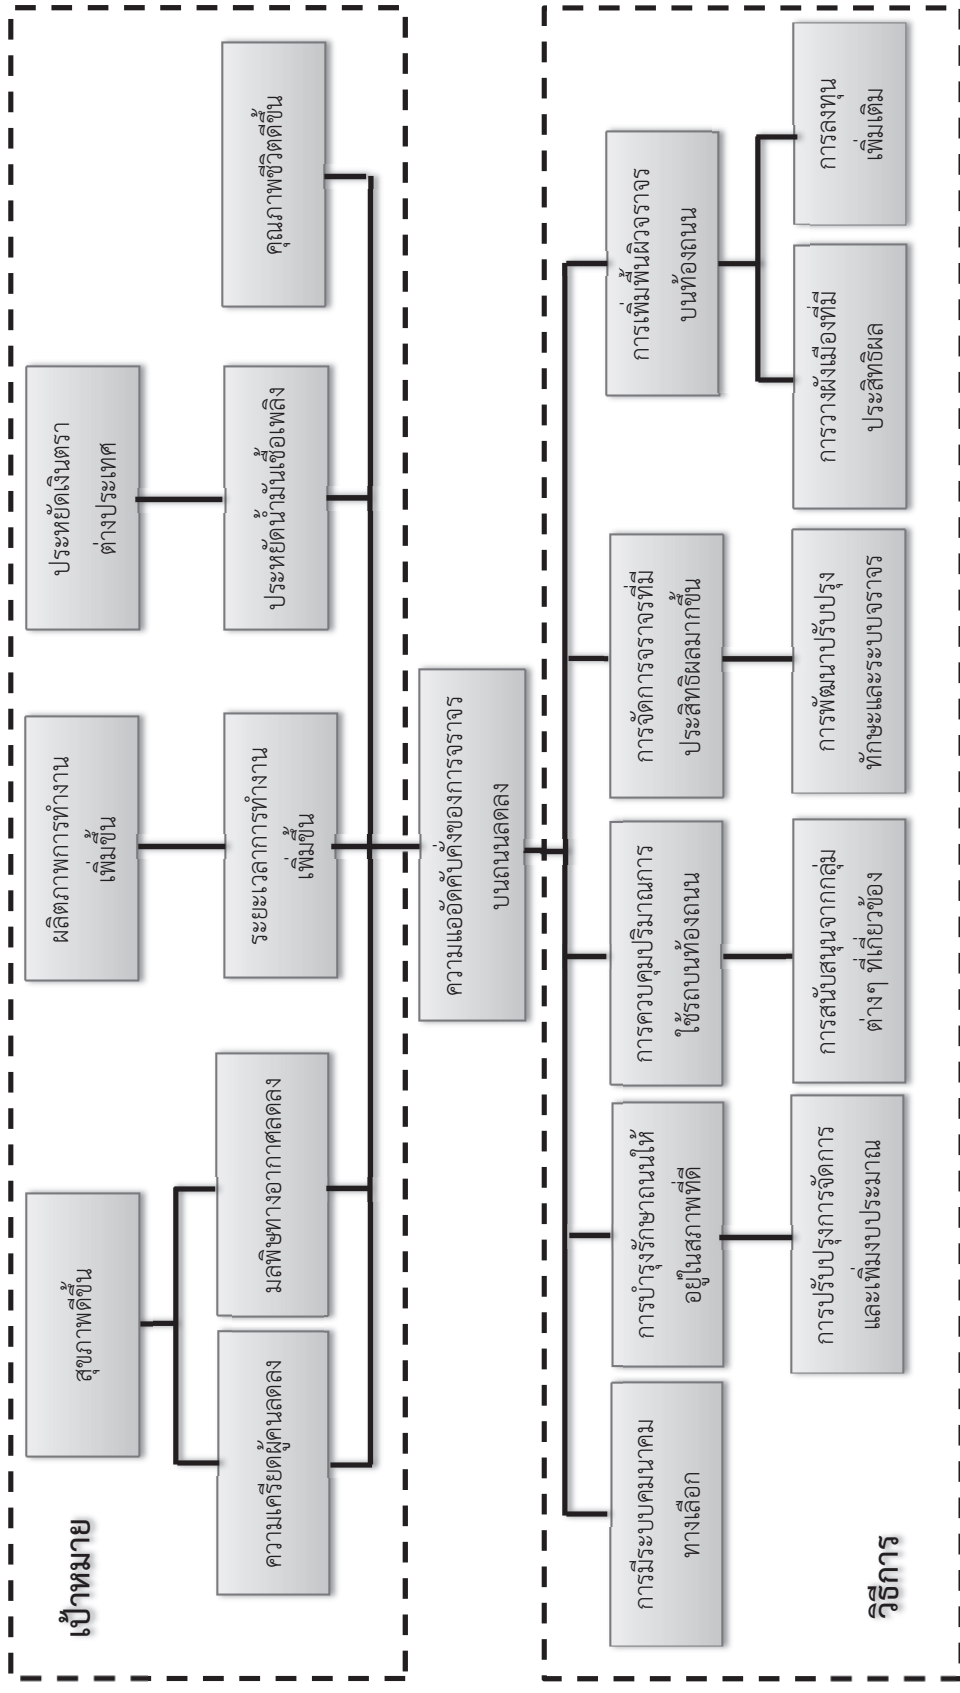 เป้าหมาย
สุขภาพดีขึ้น
ผลิตภาพการทำงาน
เพิ่มขึ้น
ประหยัดเงินตรา
ต่างประเทศ
ความเครียดผู้คนลดลง
มลพิษทางอากาศลดลง
ระยะเวลาการทำงาน
เพิ่มขึ้น
ประหยัดน้ำมันเชื้อเพลิง
คุณภาพชีวิตดีขึ้น
ความแออัดคับคั่งของการจราจร
บนถนนลดลง
การมีระบบคมนาคม
ทางเลือก
การบำรุงรักษาถนนให้
อยู่ในสภาพที่ดี
การควบคุมปริมาณการ
ใช้รถบนท้องถนน
การจัดการจราจรที่มี
ประสิทธิผลมากขึ้น
การเพิ่มพื้นผิวจราจร
บนท้องถนน
วิธีการ
การปรับปรุงการจัดการ
และเพิ่มงบประมาณ
การสนับสนุนจากกลุ่ม
ต่างๆ ที่เกี่ยวข้อง
การพัฒนาปรับปรุง
ทักษะและระบบจราจร
การวางผังเมืองที่มี
ประสิทธิผล
การลงทุน
เพิ่มเติม